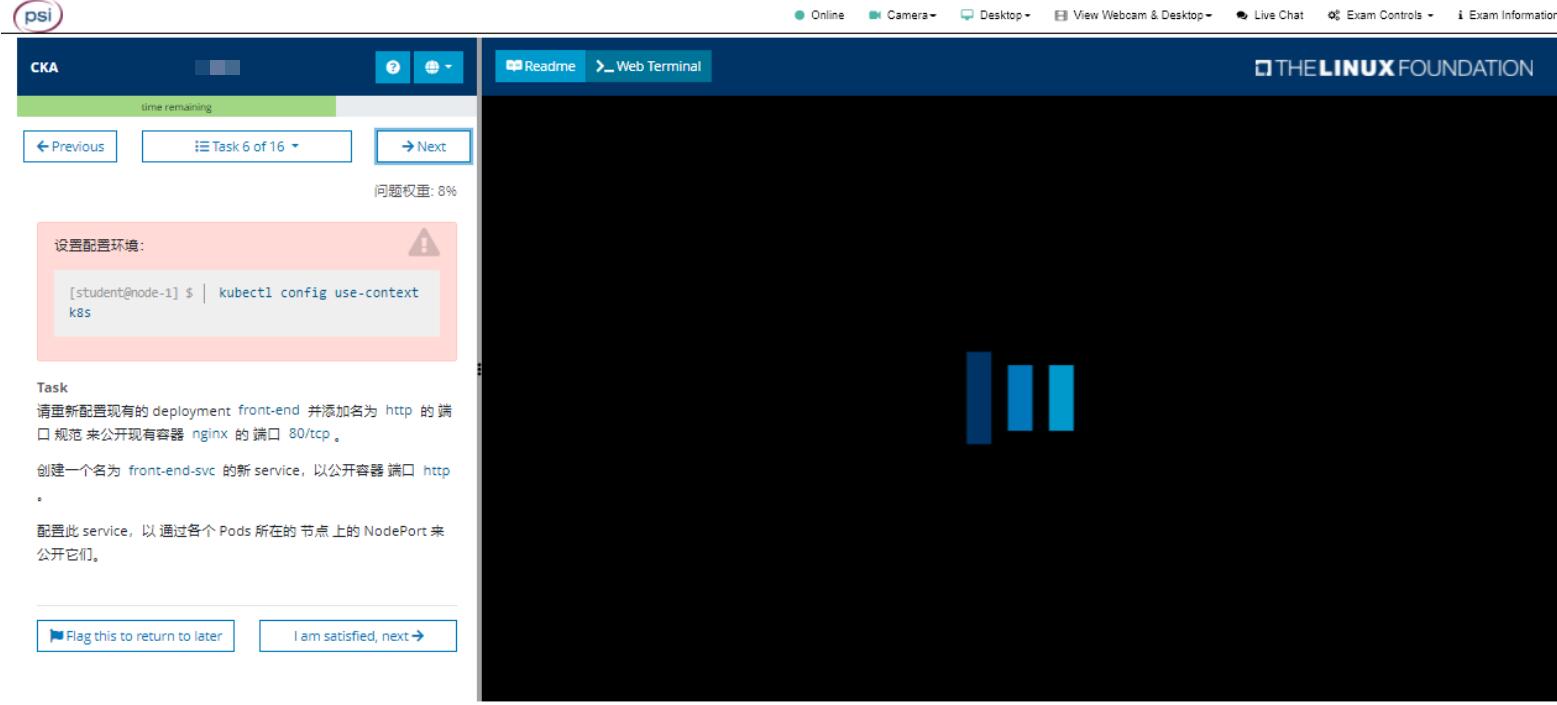 psi
Online Camera Desktop View Webcam & Desktop Live Chat Exam Controls Exam Information
CKA
Readme
Web Terminal
THE LINUX FOUNDATION
time remaining
Previous
Task 6 of 16
Next
问题权重: 8%
设置配置环境:
[student@node-1] $ | kubectl config use-context
k8s
Task
请重新配置现有的 deployment front-end 并添加名为 http 的 端
口 规范 来公开现有容器 nginx 的 端口 80/tcp 。
创建一个名为 front-end-svc 的新 service，以公开容器 端口 http
。
配置此 service，以 通过各个 Pods 所在的 节点 上的 NodePort 来
公开它们。
Flag this to return to later
I am satisfied, next